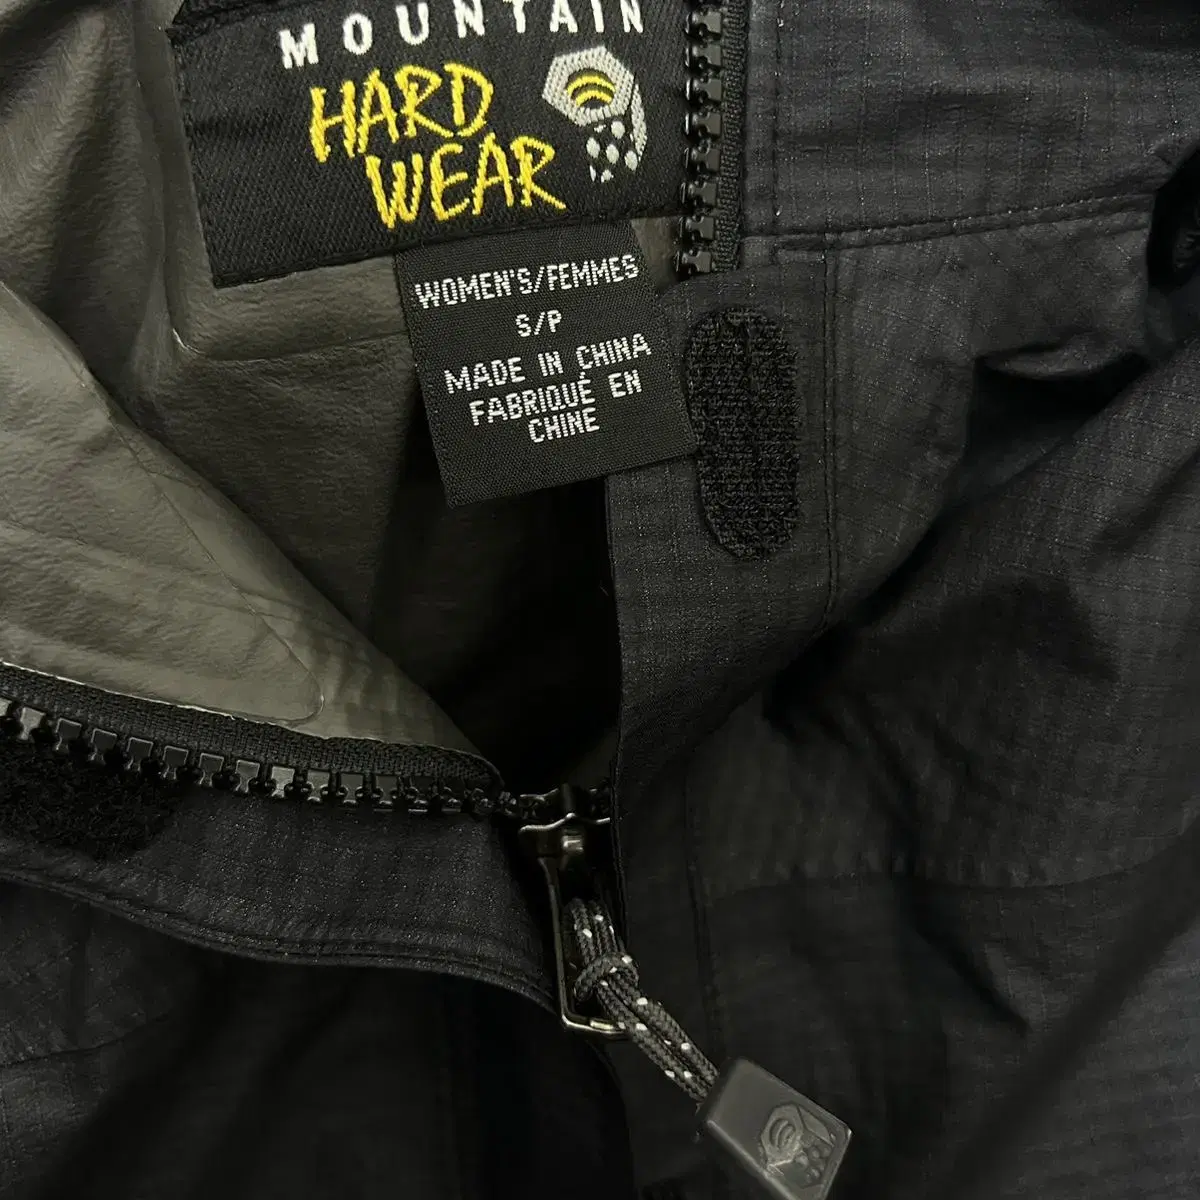 MOUNTAIN
HARD
WEAR
WOMEN'S/FEMMES
S/P
MADE IN CHINA
FABRIQUÉ EN
CHINE